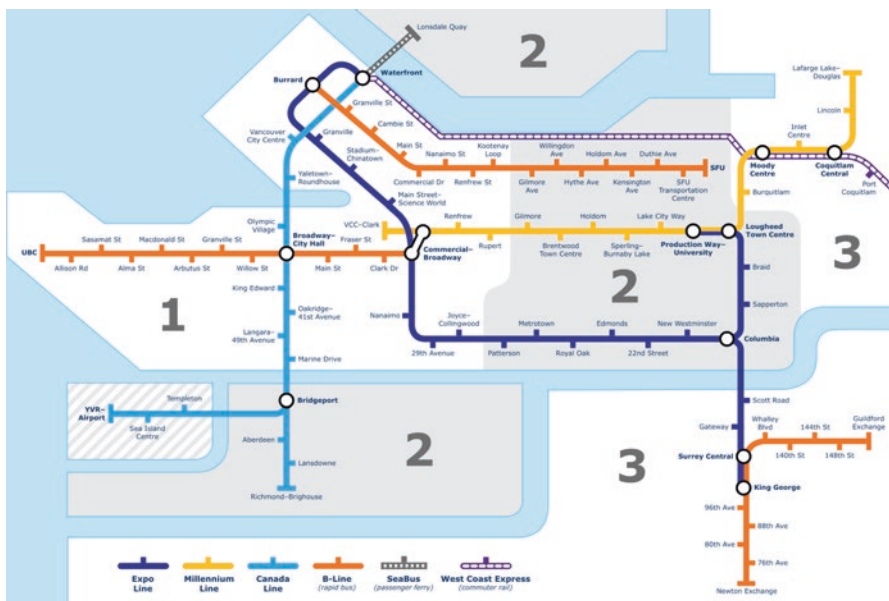 Lonsdale Quay
2
Waterfront
Burrard
Lafarge Lake–
Douglas
Lincoln
Inlet
Centre
Moody
Centre
Coquitlam
Central
Port
Coquitlam
Burquitlam
Granville St
Cambie St
Main St
Nanaimo St
Kootenay
Loop
Willingdon
Ave
Holdom Ave
Duthie Ave
SFU
Commercial Dr
Renfrew St
Gilmore
Ave
Hythe Ave
Kensington
Ave
SFU
Transportation
Centre
Vancouver
City Centre
Granville
Stadium–
Chinatown
Main Street–
Science World
Yaletown–
Roundhouse
Olympic
Village
VCC–Clark
Renfrew
Gilmore
Holdom
Lake City Way
Rupert
Brentwood
Town Centre
Sperling–
Burnaby Lake
Production Way–
University
Lougheed
Town Centre
3
UBC
Sasamat St
Macdonald St
Granville St
Broadway–
City Hall
Fraser St
Commercial–
Broadway
Allison Rd
Alma St
Arbutus St
Willow St
Main St
Clark Dr
King Edward
Oakridge–
41st Avenue
Langara–
49th Avenue
Marine Drive
1
2
Braid
Sapperton
Nanaimo
Joyce–
Collingwood
Metrotown
Edmonds
New Westminster
Columbia
29th Avenue
Patterson
Royal Oak
22nd Street
YVR–
Airport
Templeton
Sea Island
Centre
Bridgeport
Aberdeen
Lansdowne
Richmond–Brighouse
2
3
Scott Road
Gateway
Whalley
Blvd
144th St
Guildford
Exchange
140th St
148th St
Surrey Central
King George
96th Ave
88th Ave
80th Ave
76th Ave
Newton Exchange
Expo
Line
Millennium
Line
Canada
Line
B-Line
(rapid bus)
SeaBus
(passenger ferry)
West Coast Express
(commuter rail)